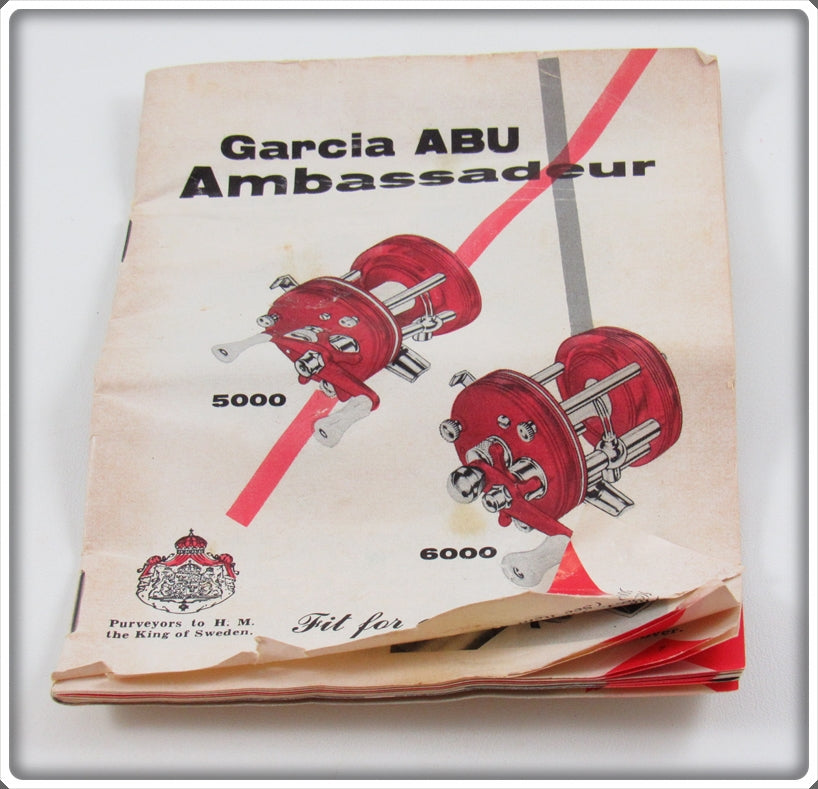 Garcia ABU
Ambassadeur
5000
6000
Purveyors to H. M.
the King of Sweden.
Fit for